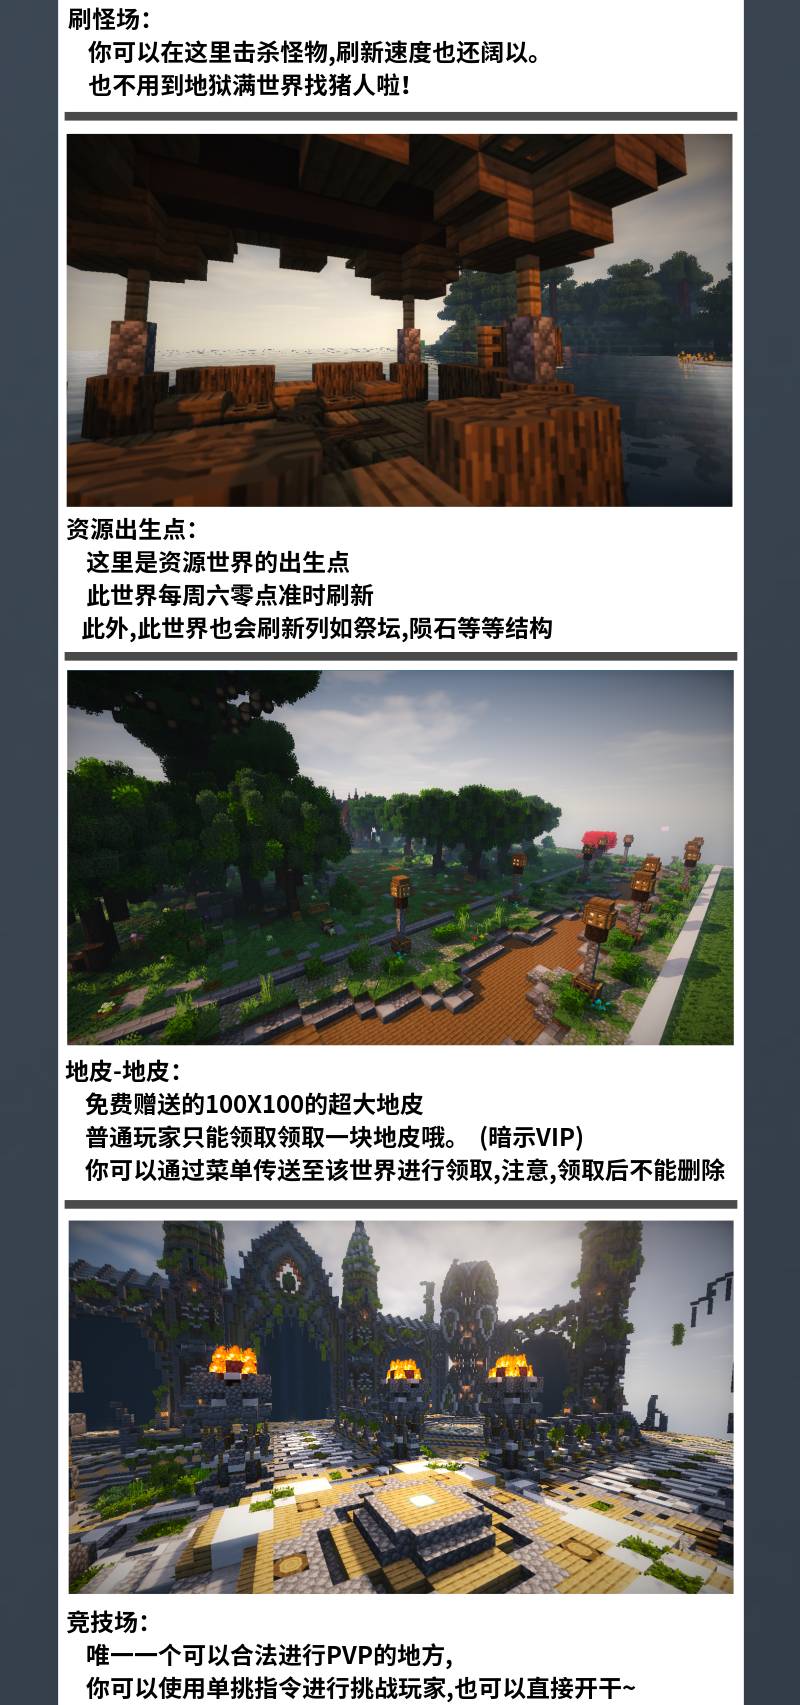 刷怪场：
你可以在这里击杀怪物,刷新速度也还阔以。
也不用到地狱满世界找猪人啦！
资源出生点：
这里是资源世界的出生点
此世界每周六零点准时刷新
此外,此世界也会刷新列如祭坛,陨石等等结构
地皮-地皮：
免费赠送的100X100的超大地皮
普通玩家只能领取领取一块地皮哦。 (暗示VIP)
你可以通过菜单传送至该世界进行领取,注意,领取后不能删除
竞技场：
唯一一个可以合法进行PVP的地方,
你可以使用单挑指令进行挑战玩家,也可以直接开干~